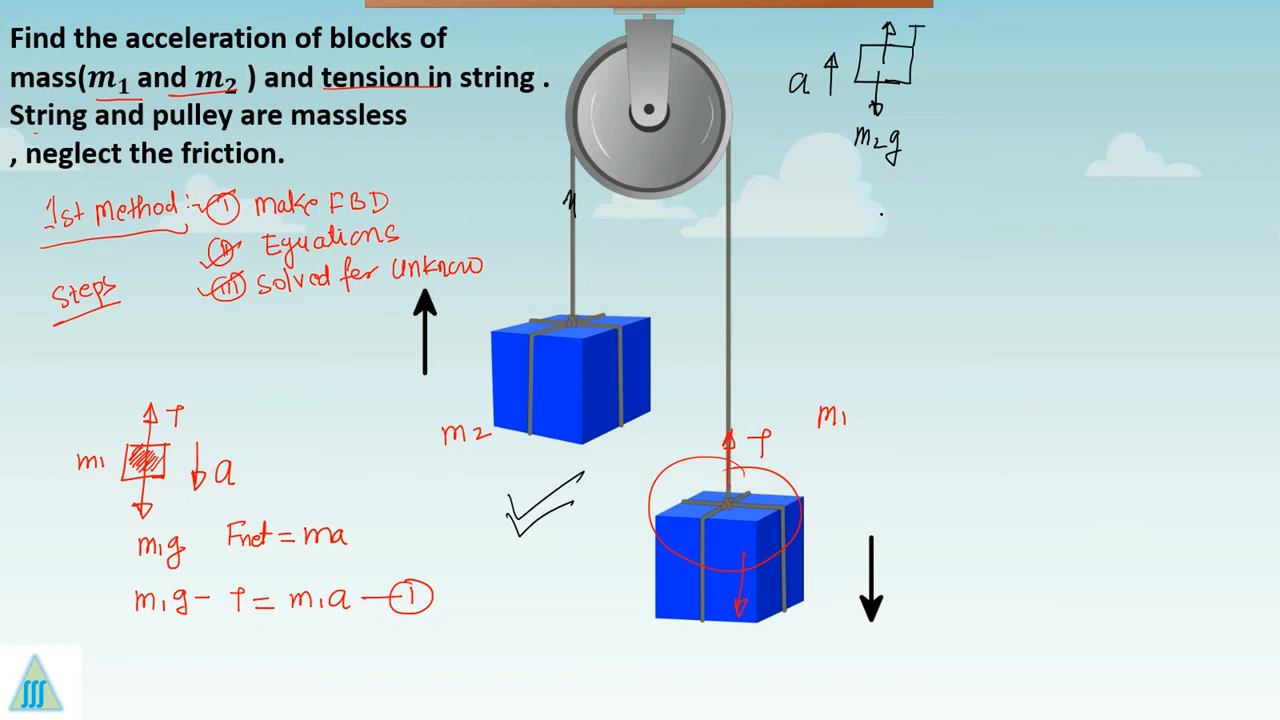 Find the acceleration of blocks of
mass(m₁ and m₂ ) and tension in string .
String and pulley are massless
, neglect the friction.
1st Method :- (I) Make FBD
(II) Equations
(III) Solved for Unknow
Steps
T
a
m₂g
m₂
m₁
T
T
m₁
a
m₁g Fnet = ma
m₁g - T = m₁a — (1)
∫∫∫